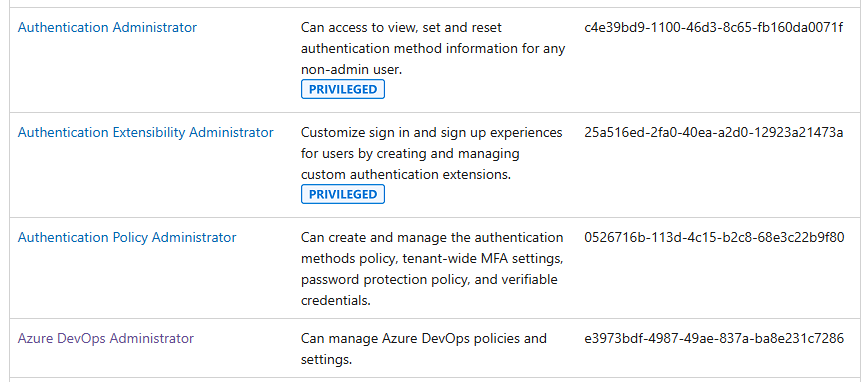 Authentication Administrator
Can access to view, set and reset
authentication method information for any
non-admin user.
PRIVILEGED
c4e39bd9-1100-46d3-8c65-fb160da0071f
Authentication Extensibility Administrator
Customize sign in and sign up experiences
for users by creating and managing
custom authentication extensions.
PRIVILEGED
25a516ed-2fa0-40ea-a2d0-12923a21473a
Authentication Policy Administrator
Can create and manage the authentication
methods policy, tenant-wide MFA settings,
password protection policy, and verifiable
credentials.
0526716b-113d-4c15-b2c8-68e3c22b9f80
Azure DevOps Administrator
Can manage Azure DevOps policies and
settings.
e3973bdf-4987-49ae-837a-ba8e231c7286